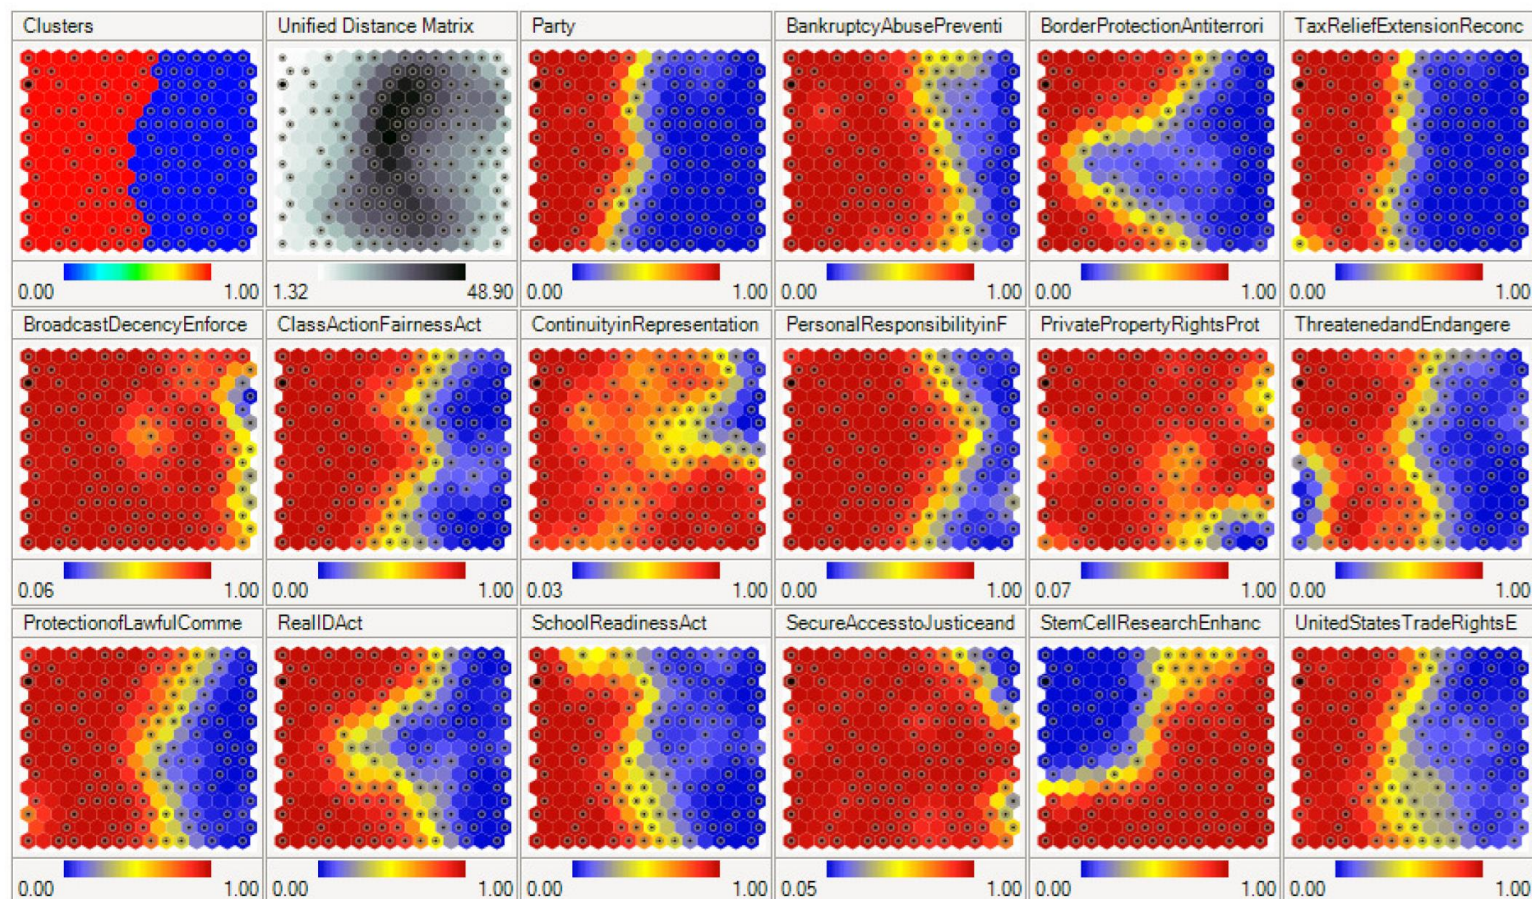 Clusters
Unified Distance Matrix
Party
BankruptcyAbusePreventi
BorderProtectionAntiterrori
TaxReliefExtensionReconc
0.00 1.00
1.32 48.90
0.00 1.00
0.00 1.00
0.00 1.00
0.00 1.00
BroadcastDecencyEnforce
ClassActionFairnessAct
ContinuityinRepresentation
PersonalResponsibilityinF
PrivatePropertyRightsProt
ThreatenedandEndangere
0.06 1.00
0.00 1.00
0.03 1.00
0.00 1.00
0.07 1.00
0.00 1.00
ProtectionofLawfulComme
RealIDAct
SchoolReadinessAct
SecureAccesstoJusticeand
StemCellResearchEnhanc
UnitedStatesTradeRightsE
0.00 1.00
0.00 1.00
0.00 1.00
0.05 1.00
0.00 1.00
0.00 1.00